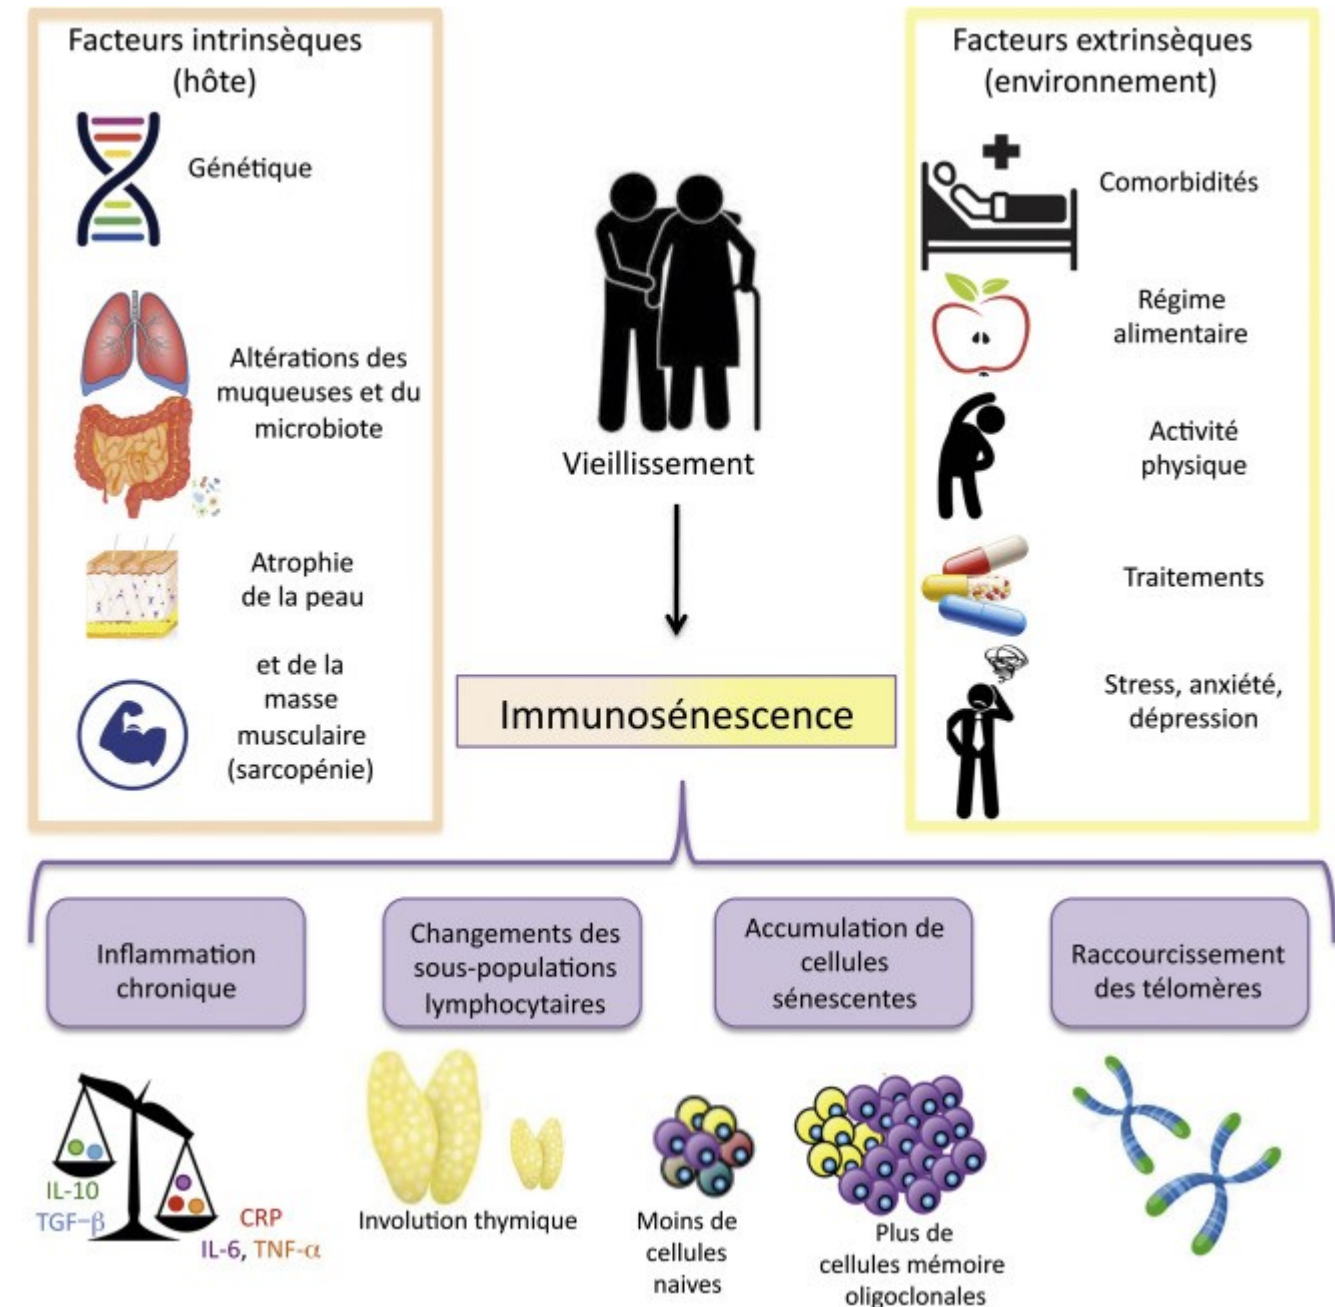 Facteurs intrinsèques
(hôte)
Génétique
Altérations des
muqueuses et du
microbiote
Atrophie
de la peau
et de la
masse
musculaire
(sarcopénie)
Vieillissement
Immunosénescence
Facteurs extrinsèques
(environnement)
Comorbidités
Régime
alimentaire
Activité
physique
Traitements
Stress, anxiété,
dépression
Inflammation
chronique
Changements des
sous-populations
lymphocytaires
Accumulation de
cellules
sénescentes
Raccourcissement
des télomères
IL-10
TGF-β
CRP
IL-6, TNF-α
Involution thymique
Moins de
cellules
naives
Plus de
cellules mémoire
oligoclonales